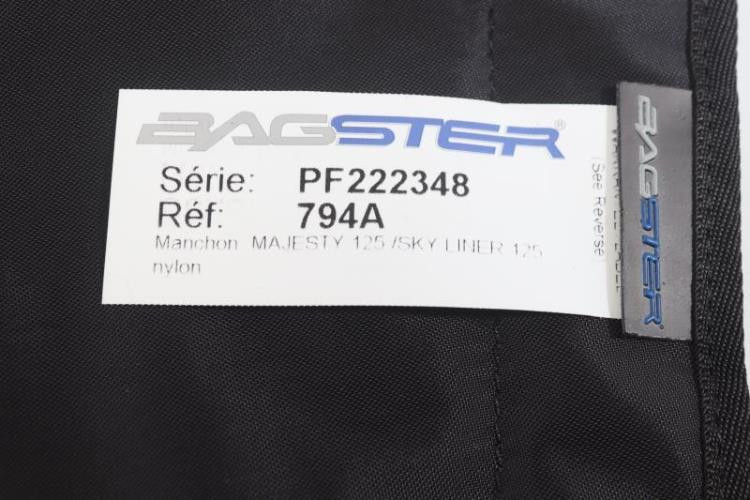 BAGSTER®
Série: PF222348
Réf: 794A
Manchon MAJESTY 125 /SKY LINER 125
nylon
(See Reverse)
BAGSTER®